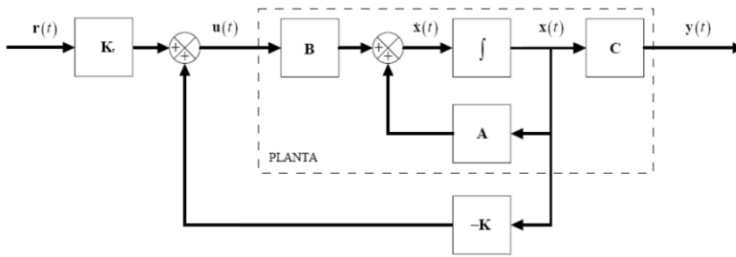 r(t)
u(t)
ẋ(t)
x(t)
y(t)
Kᵣ
B
∫
C
A
PLANTA
−K